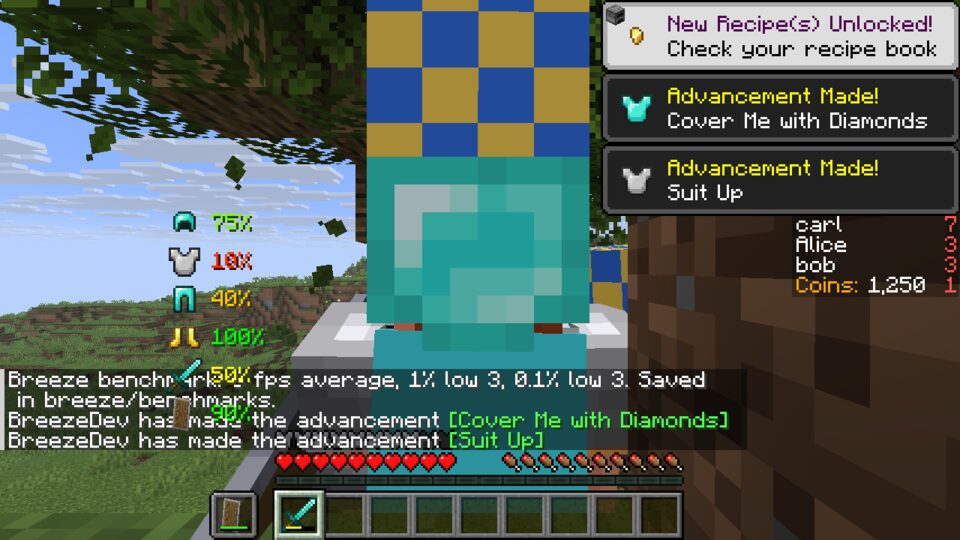 New Recipe(s) Unlocked!
Check your recipe book
Advancement Made!
Cover Me with Diamonds
Advancement Made!
Suit Up
carl 7
Alice 3
bob 3
Coins: 1,250 1
75%
10%
40%
100%
50%
90%
Breeze benchmark: fps average, 1% low 3, 0.1% low 3. Saved
in breeze/benchmarks.
BreezeDev has made the advancement [Cover Me with Diamonds]
BreezeDev has made the advancement [Suit Up]